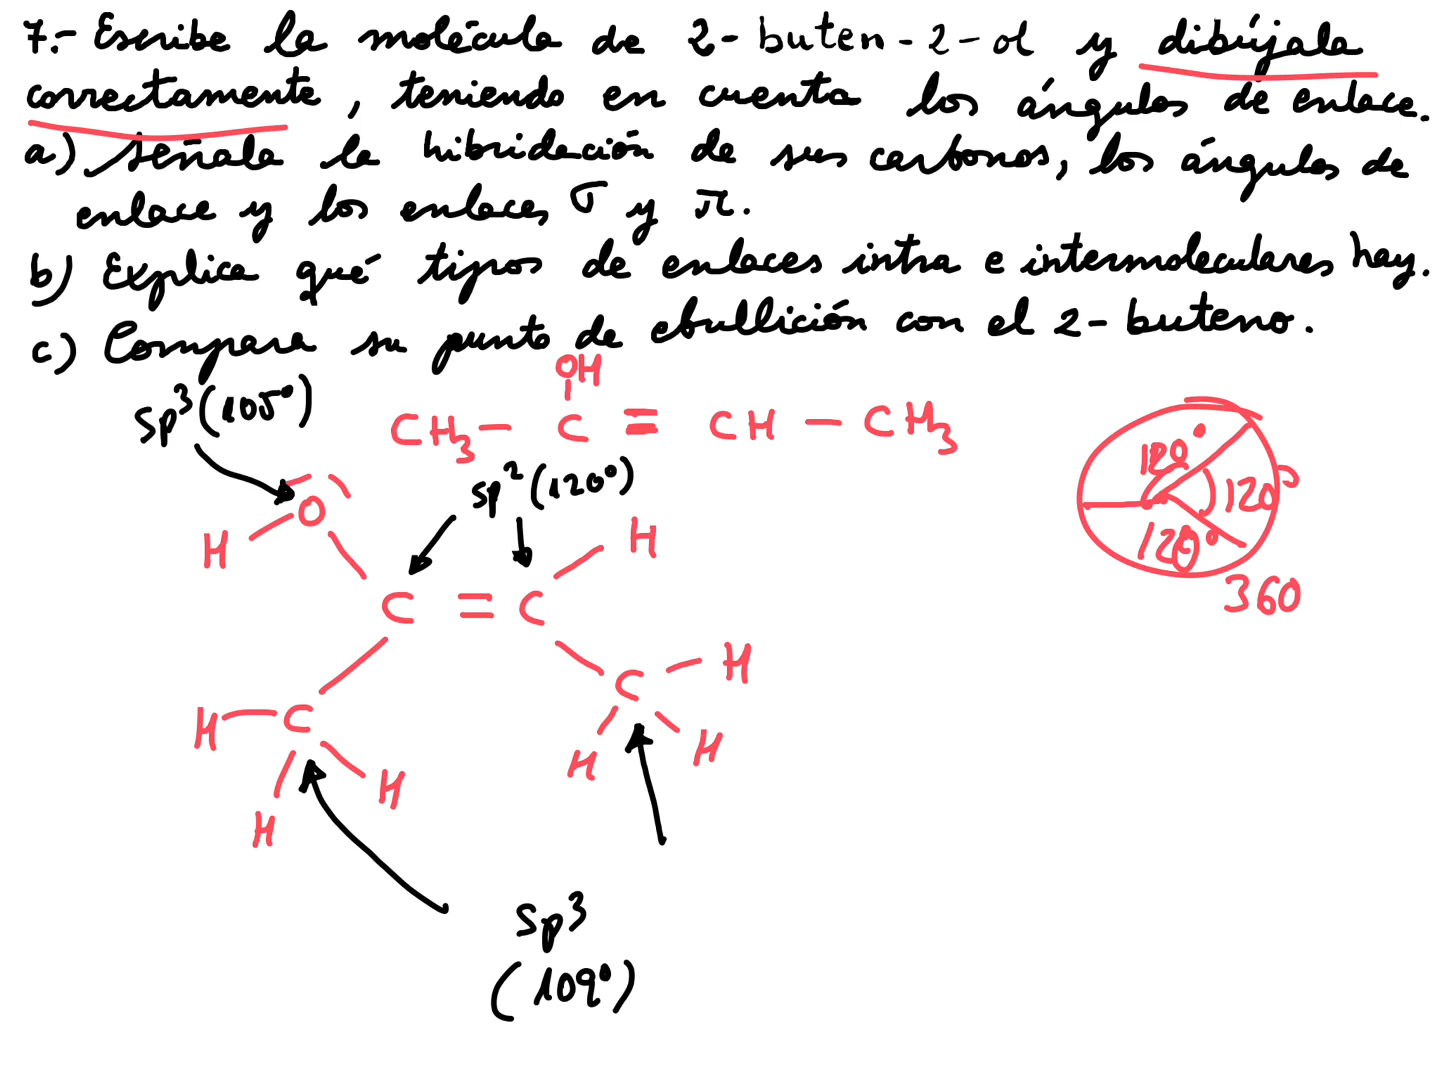 7.- Escribe la molécula de 2-buten-2-ol y dibújala
correctamente, teniendo en cuenta los ángulos de enlace.
a) Señala la hibridación de sus carbonos, los ángulos de
enlace y los enlaces σ y π.
b) Explica qué tipos de enlaces intra e intermoleculares hay.
c) Compara su punto de ebullición con el 2-buteno.
OH
CH₃ — C = CH — CH₃
sp³(105°)
sp²(120°)
120°
120°
120°
360
H O H
C = C
H C H H
C H
H H
sp³
(109°)